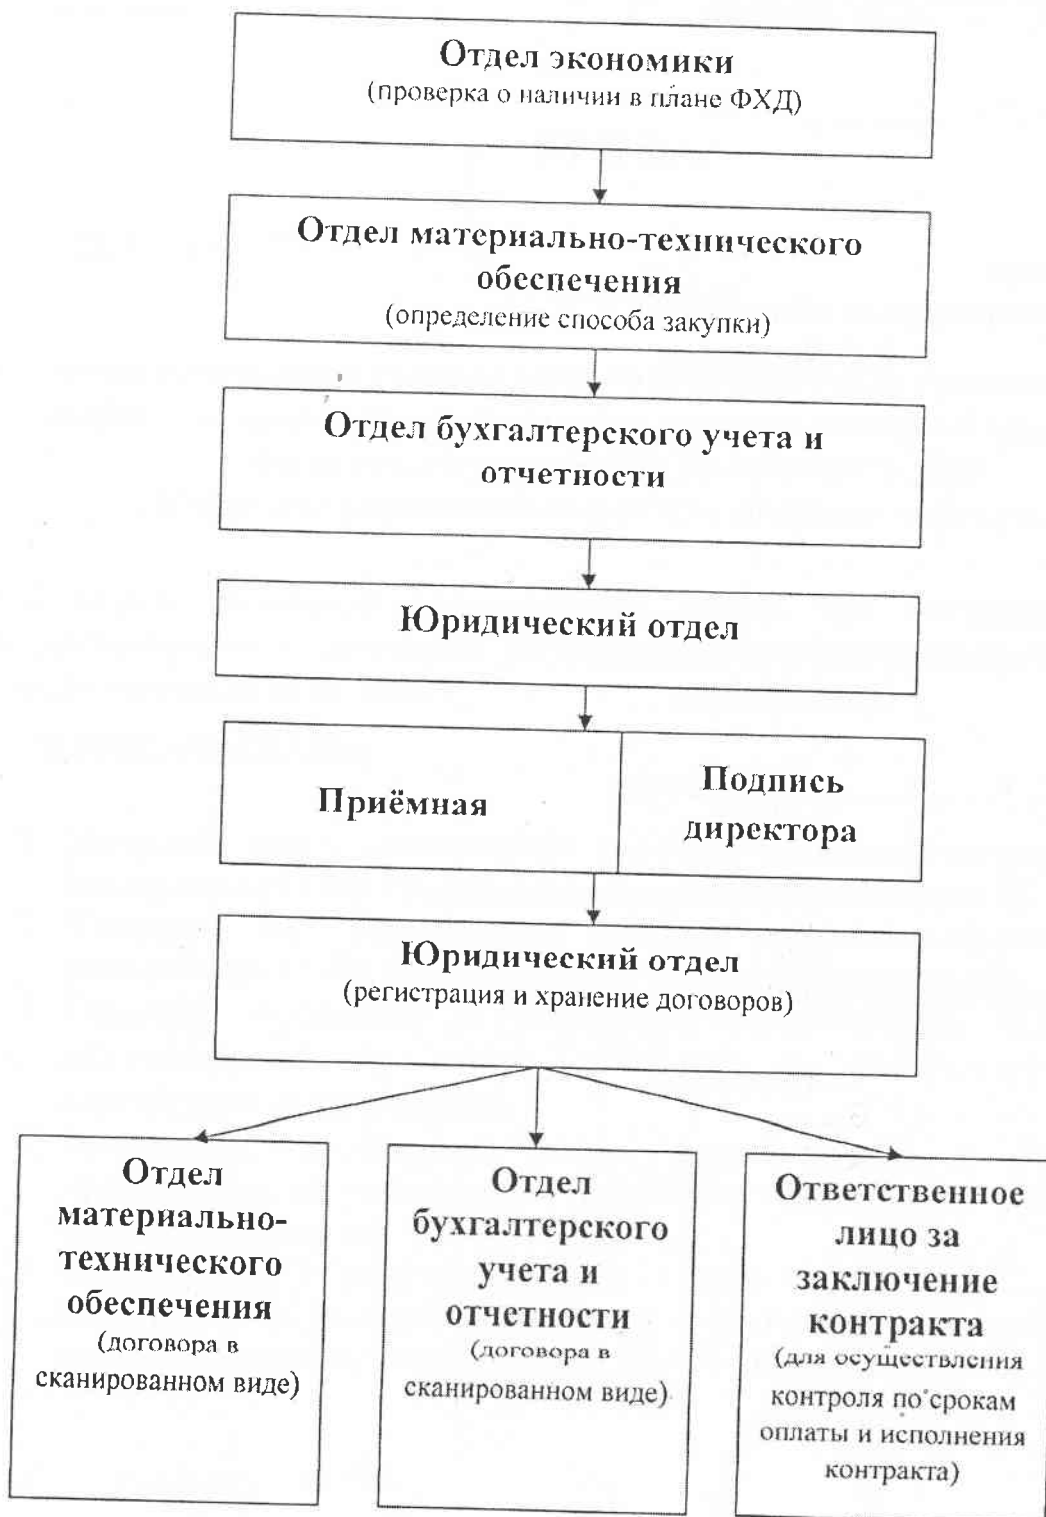 Отдел экономики
(проверка о наличии в плане ФХД)
Отдел материально-технического
обеспечения
(определение способа закупки)
Отдел бухгалтерского учета и
отчетности
Юридический отдел
Приёмная
Подпись
директора
Юридический отдел
(регистрация и хранение договоров)
Отдел
материально-
технического
обеспечения
(договора в
сканированном виде)
Отдел
бухгалтерского
учета и
отчетности
(договора в
сканированном виде)
Ответственное
лицо за
заключение
контракта
(для осуществления
контроля по срокам
оплаты и исполнения
контракта)